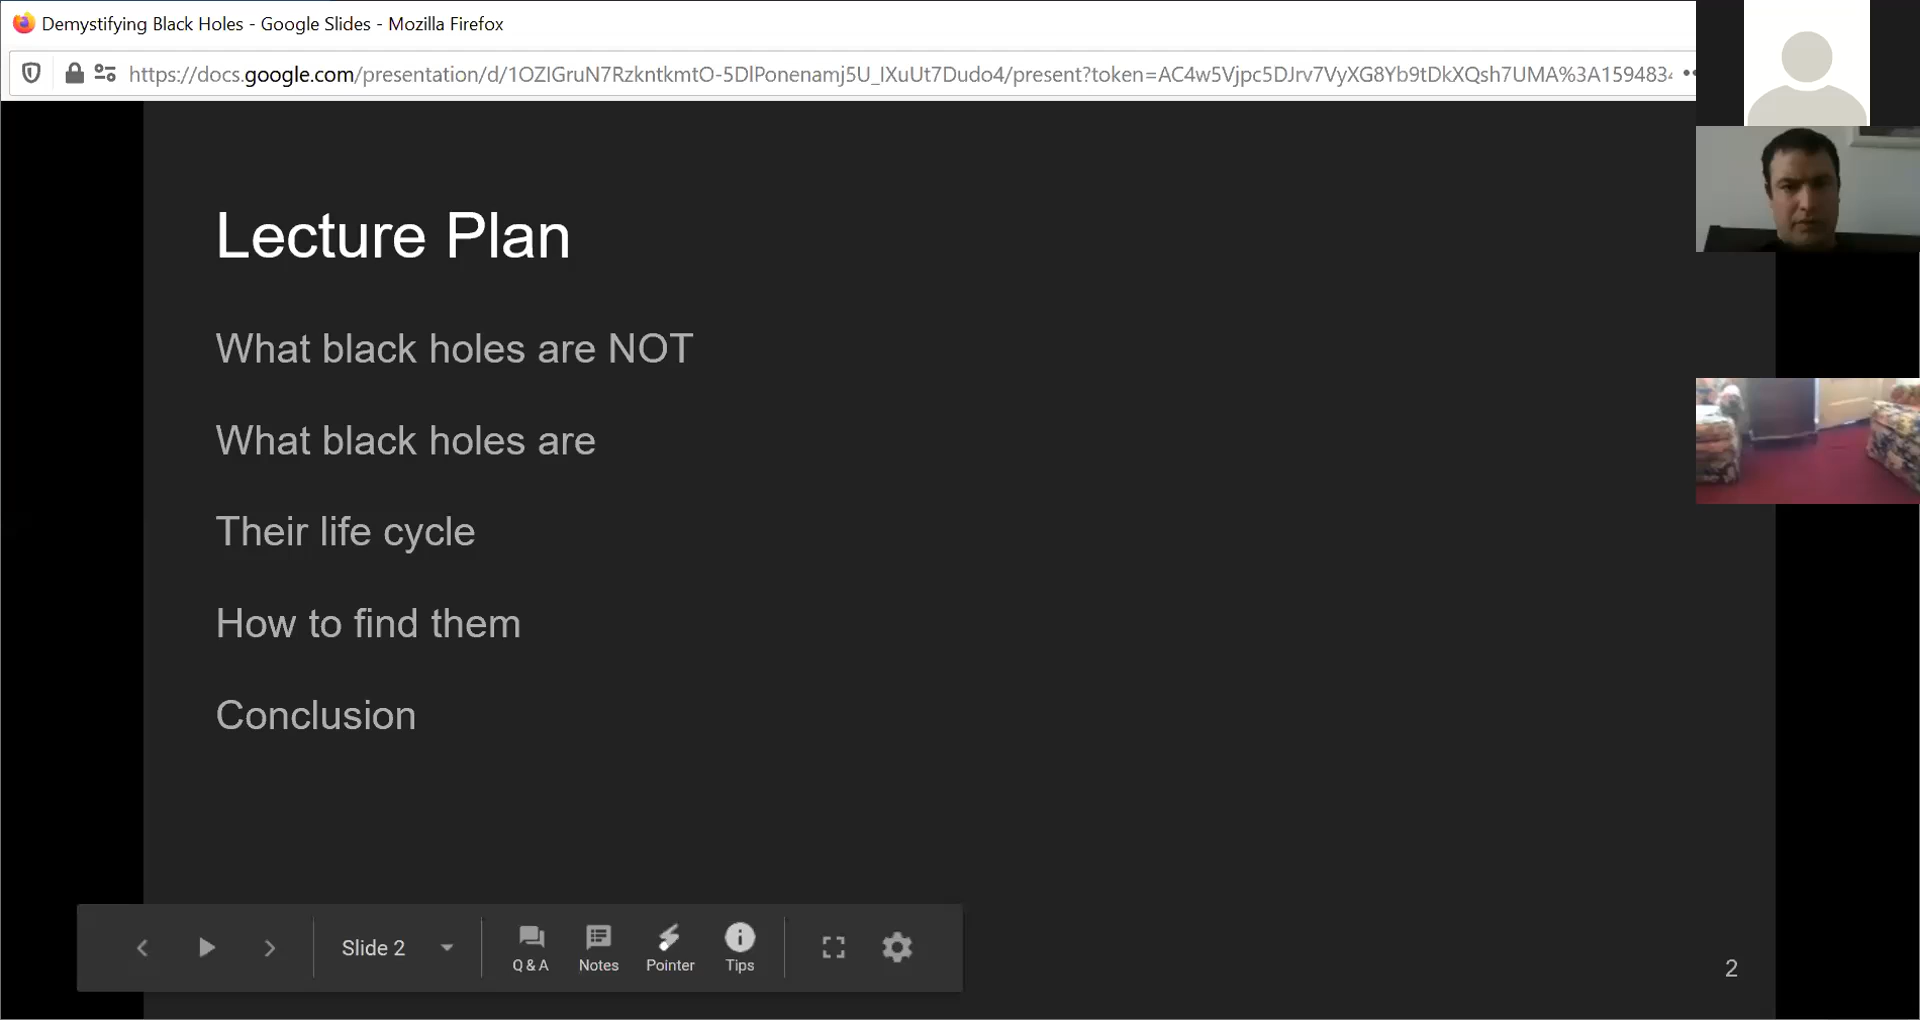 Demystifying Black Holes - Google Slides - Mozilla Firefox
https://docs.google.com/presentation/d/1OZIGruN7RzkntkmtO-5DlPonenamj5U_IXuUt7Dudo4/present?token=AC4w5Vjpc5DJrv7VyXG8Yb9tDkXQsh7UMA%3A159483
Lecture Plan
What black holes are NOT
What black holes are
Their life cycle
How to find them
Conclusion
Slide 2
Q & A
Notes
Pointer
Tips
2